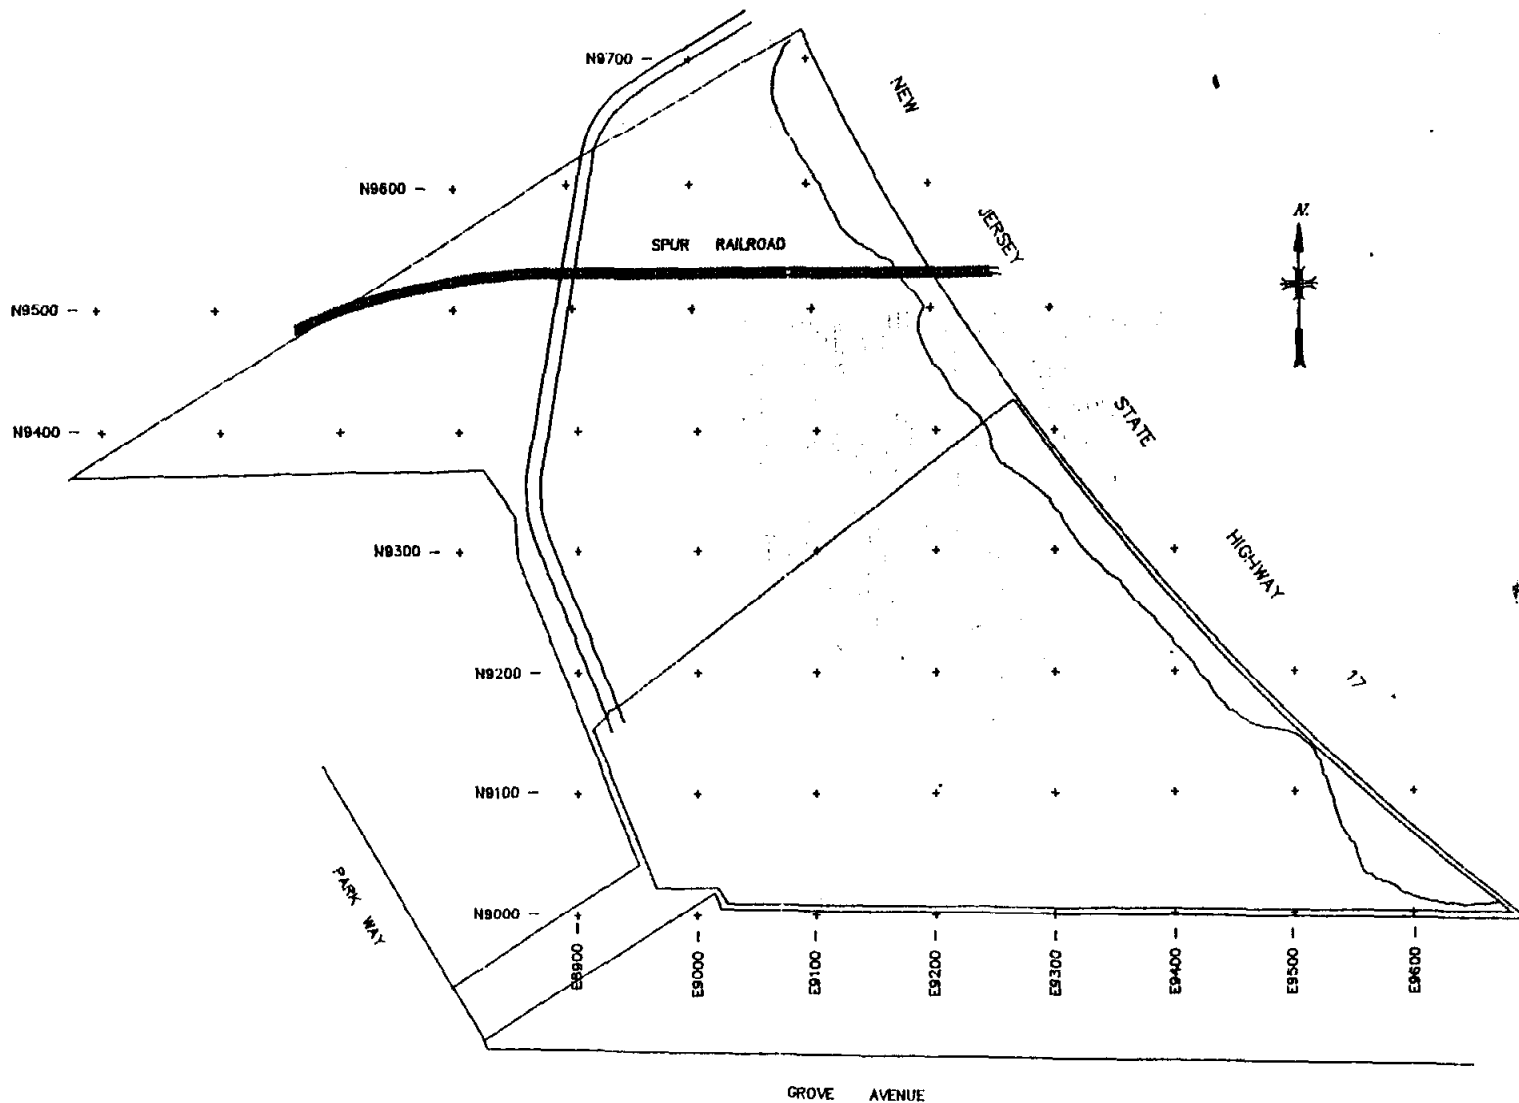 N9700
NEW
N9600
N.
JERSEY
SPUR RAILROAD
N9500
N9400
STATE
N9300
HIGHWAY
N9200
17
N9100
PARK WAY
N9000
E8900
E9000
E9100
E9200
E9300
E9400
E9500
E9600
GROVE AVENUE